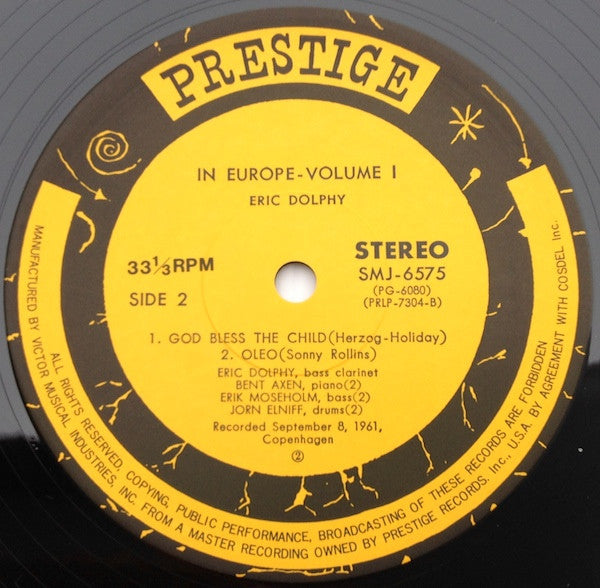 PRESTIGE
IN EUROPE-VOLUME I
ERIC DOLPHY
33⅓RPM
SIDE 2
STEREO
SMJ-6575
(PG-6080)
(PRLP-7304-B)
1. GOD BLESS THE CHILD(Herzog-Holiday)
2. OLEO(Sonny Rollins)
ERIC DOLPHY, bass clarinet
BENT AXEN, piano(2)
ERIK MOSEHOLM, bass(2)
JORN ELNIFF, drums(2)
Recorded September 8, 1961,
Copenhagen
②
MANUFACTURED BY VICTOR MUSICAL INDUSTRIES, INC. FROM A MASTER RECORDING OWNED BY PRESTIGE RECORDS. Inc., U.S.A. BY AGREEMENT WITH COSDEL Inc.
ALL RIGHTS RESERVED, COPYING, PUBLIC PERFORMANCE, BROADCASTING OF THESE RECORDS ARE FORBIDDEN